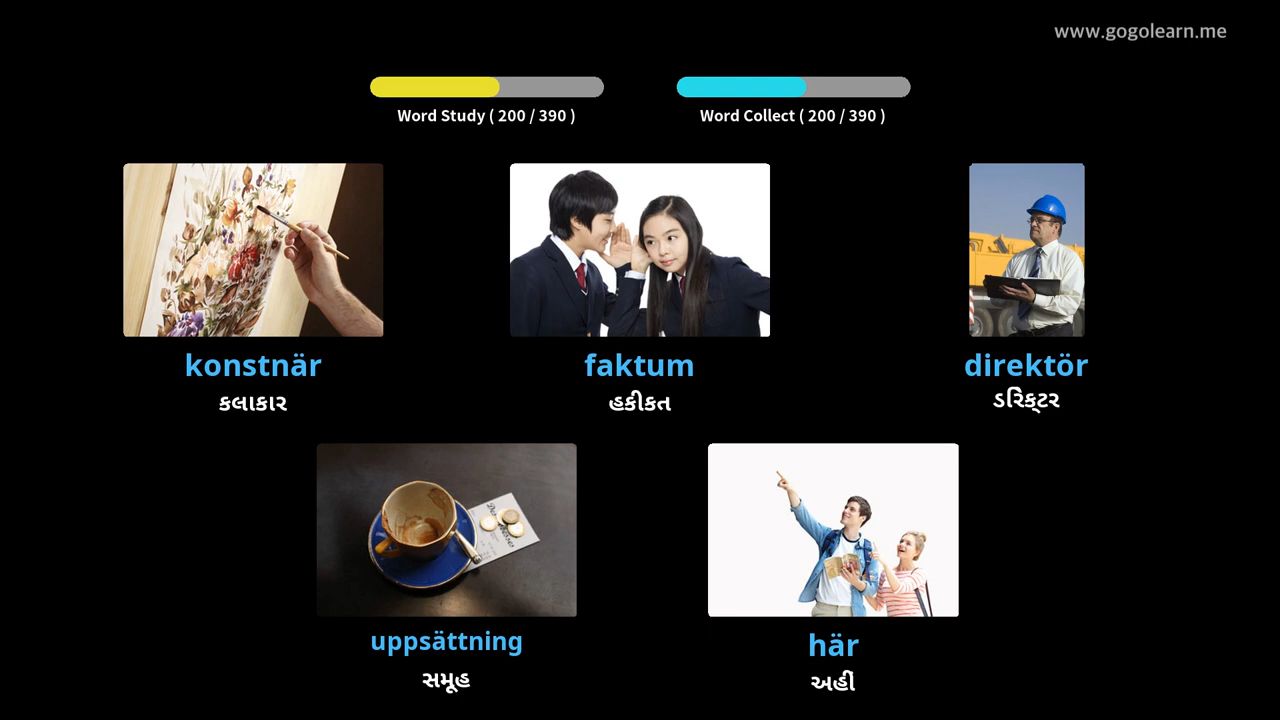 www.gogolearn.me
Word Study ( 200 / 390 )
Word Collect ( 200 / 390 )
konstnär
કલાકાર
faktum
હકીકત
direktör
ડિરેક્ટર
uppsättning
સમૂહ
här
અહીં